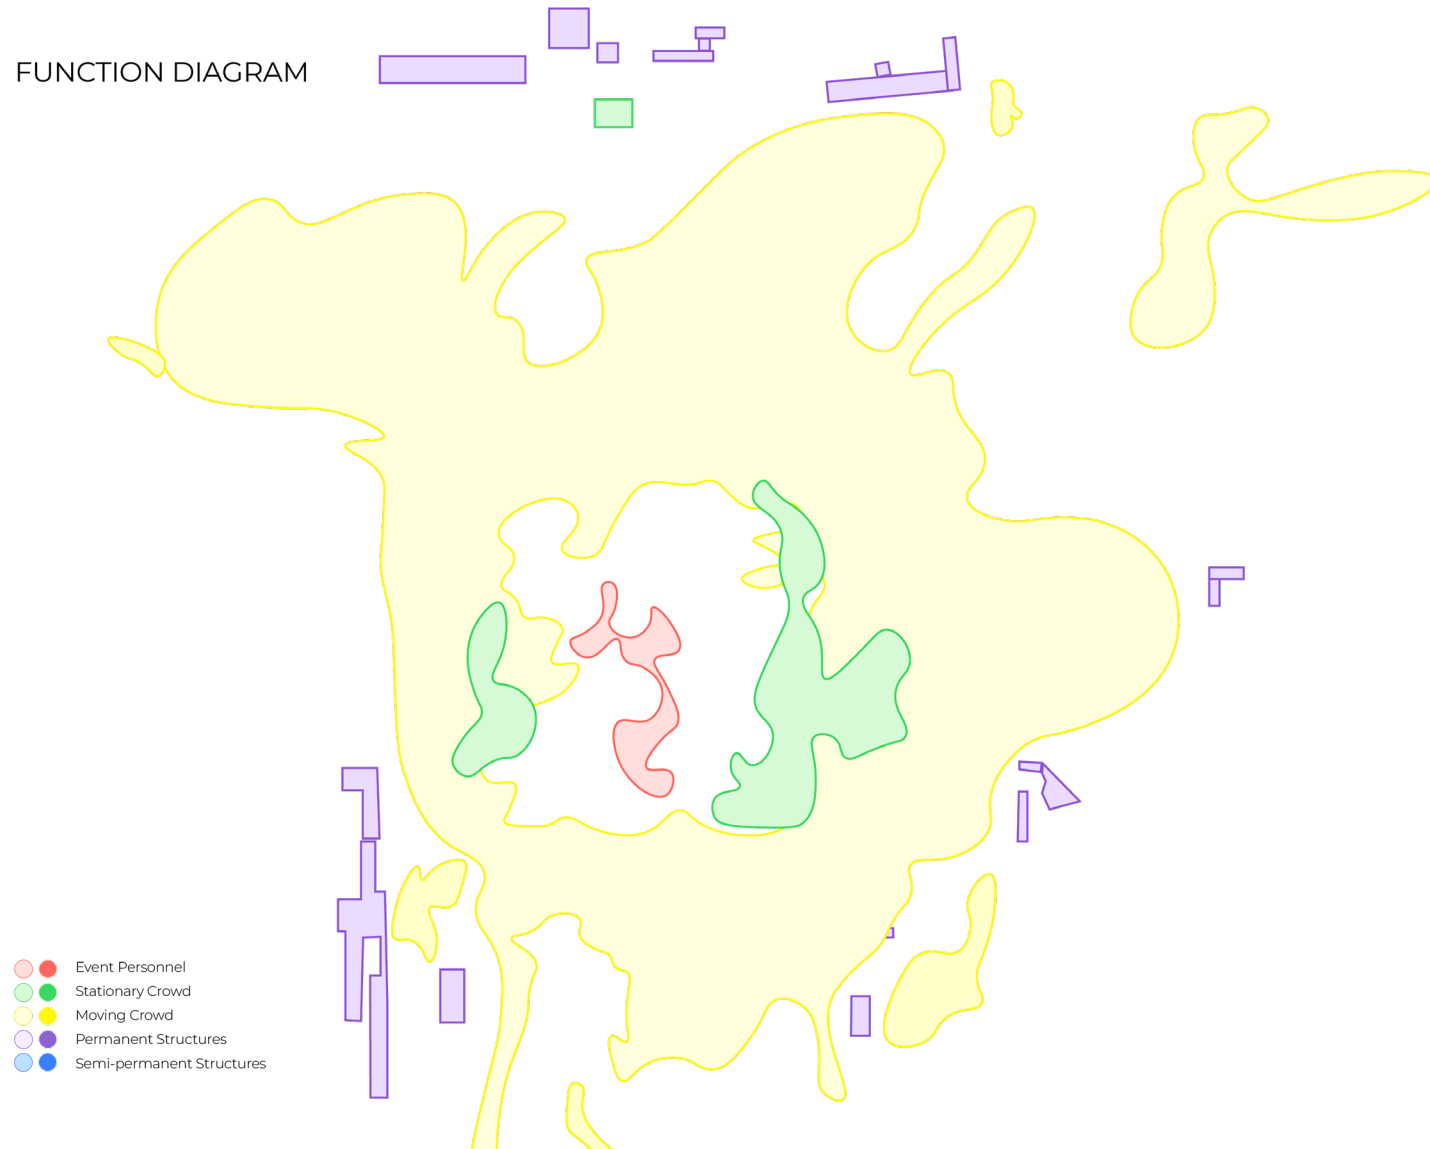 FUNCTION DIAGRAM
Event Personnel
Stationary Crowd
Moving Crowd
Permanent Structures
Semi-permanent Structures